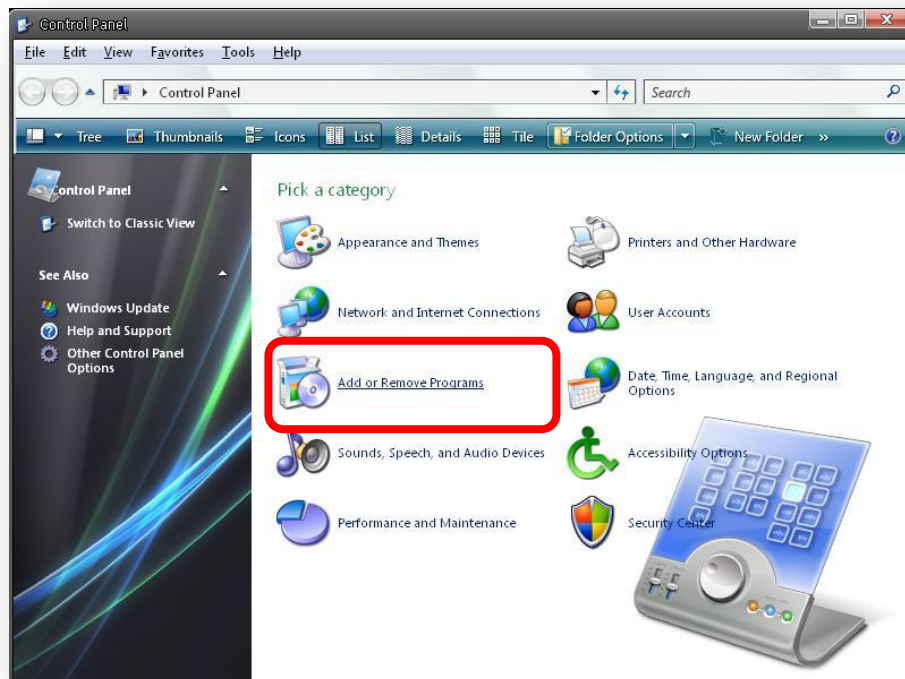 Control Panel
File Edit View Favorites Tools Help
Control Panel
Search
Tree Thumbnails Icons List Details Tile Folder Options New Folder »
Control Panel
Switch to Classic View
See Also
Windows Update
Help and Support
Other Control Panel
Options
Pick a category
Appearance and Themes
Printers and Other Hardware
Network and Internet Connections
User Accounts
Add or Remove Programs
Date, Time, Language, and Regional
Options
Sounds, Speech, and Audio Devices
Accessibility Options
Performance and Maintenance
Security Center